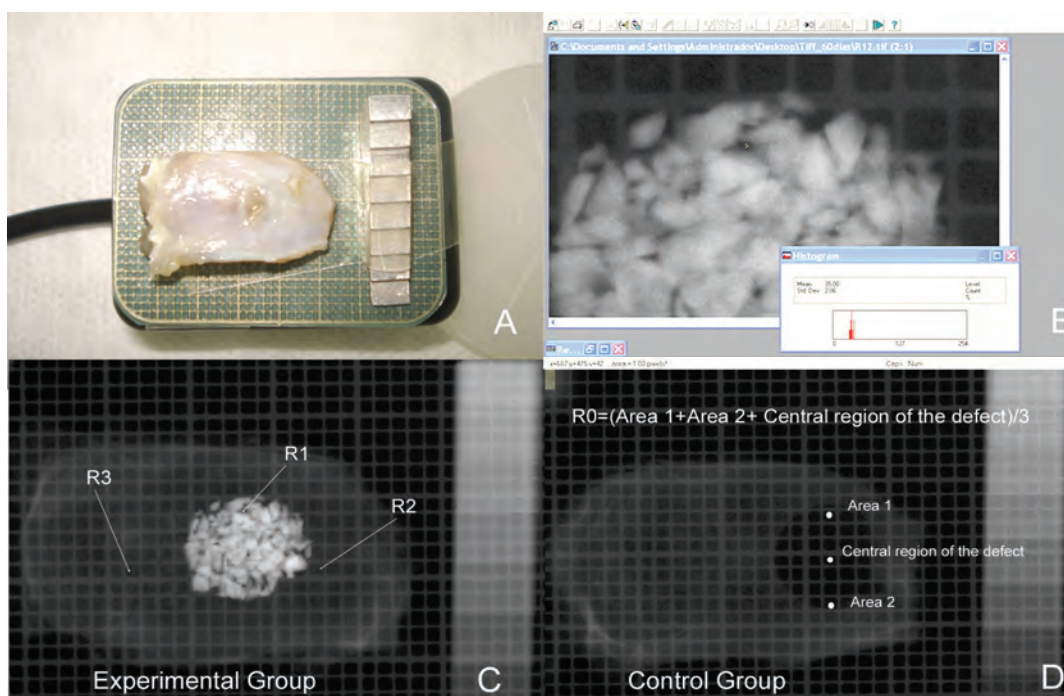 A
C:\Documents and Settings\Administrador\Desktop\Tiff_60dias\R12.tif (2:1)
Histogram
Mean
Std. Dev
Level
Count
%
0
127
254
Re...
B
R1
R3
R2
Experimental Group
C
R0=(Area 1+Area 2+ Central region of the defect)/3
Area 1
Central region of the defect
Area 2
Control Group
D